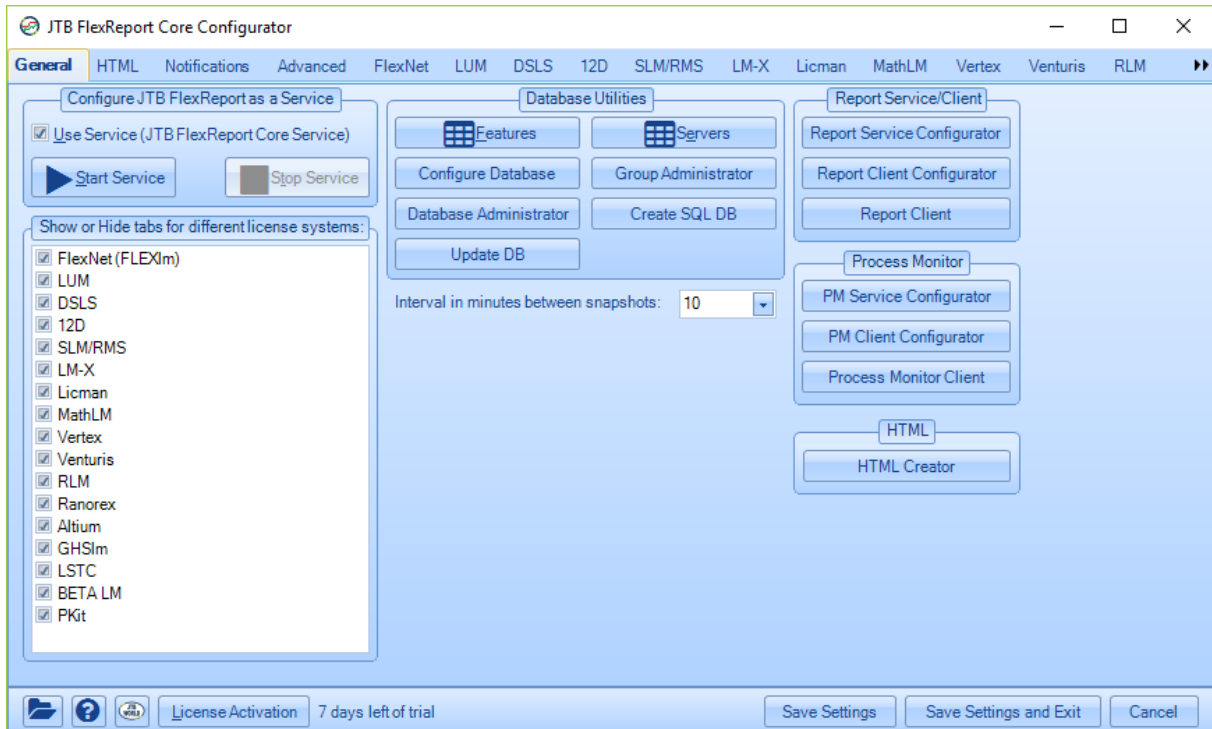 JTB FlexReport Core Configurator
General HTML Notifications Advanced FlexNet LUM DSLS 12D SLM/RMS LM-X Licman MathLM Vertex Venturis RLM
Configure JTB FlexReport as a Service
Use Service (JTB FlexReport Core Service)
Start Service Stop Service
Show or Hide tabs for different license systems:
FlexNet (FLEXlm)
LUM
DSLS
12D
SLM/RMS
LM-X
Licman
MathLM
Vertex
Venturis
RLM
Ranorex
Altium
GHSlm
LSTC
BETA LM
PKit
Database Utilities
Features Servers
Configure Database Group Administrator
Database Administrator Create SQL DB
Update DB
Interval in minutes between snapshots: 10
Report Service/Client
Report Service Configurator
Report Client Configurator
Report Client
Process Monitor
PM Service Configurator
PM Client Configurator
Process Monitor Client
HTML
HTML Creator
? JTB WORLD License Activation 7 days left of trial Save Settings Save Settings and Exit Cancel